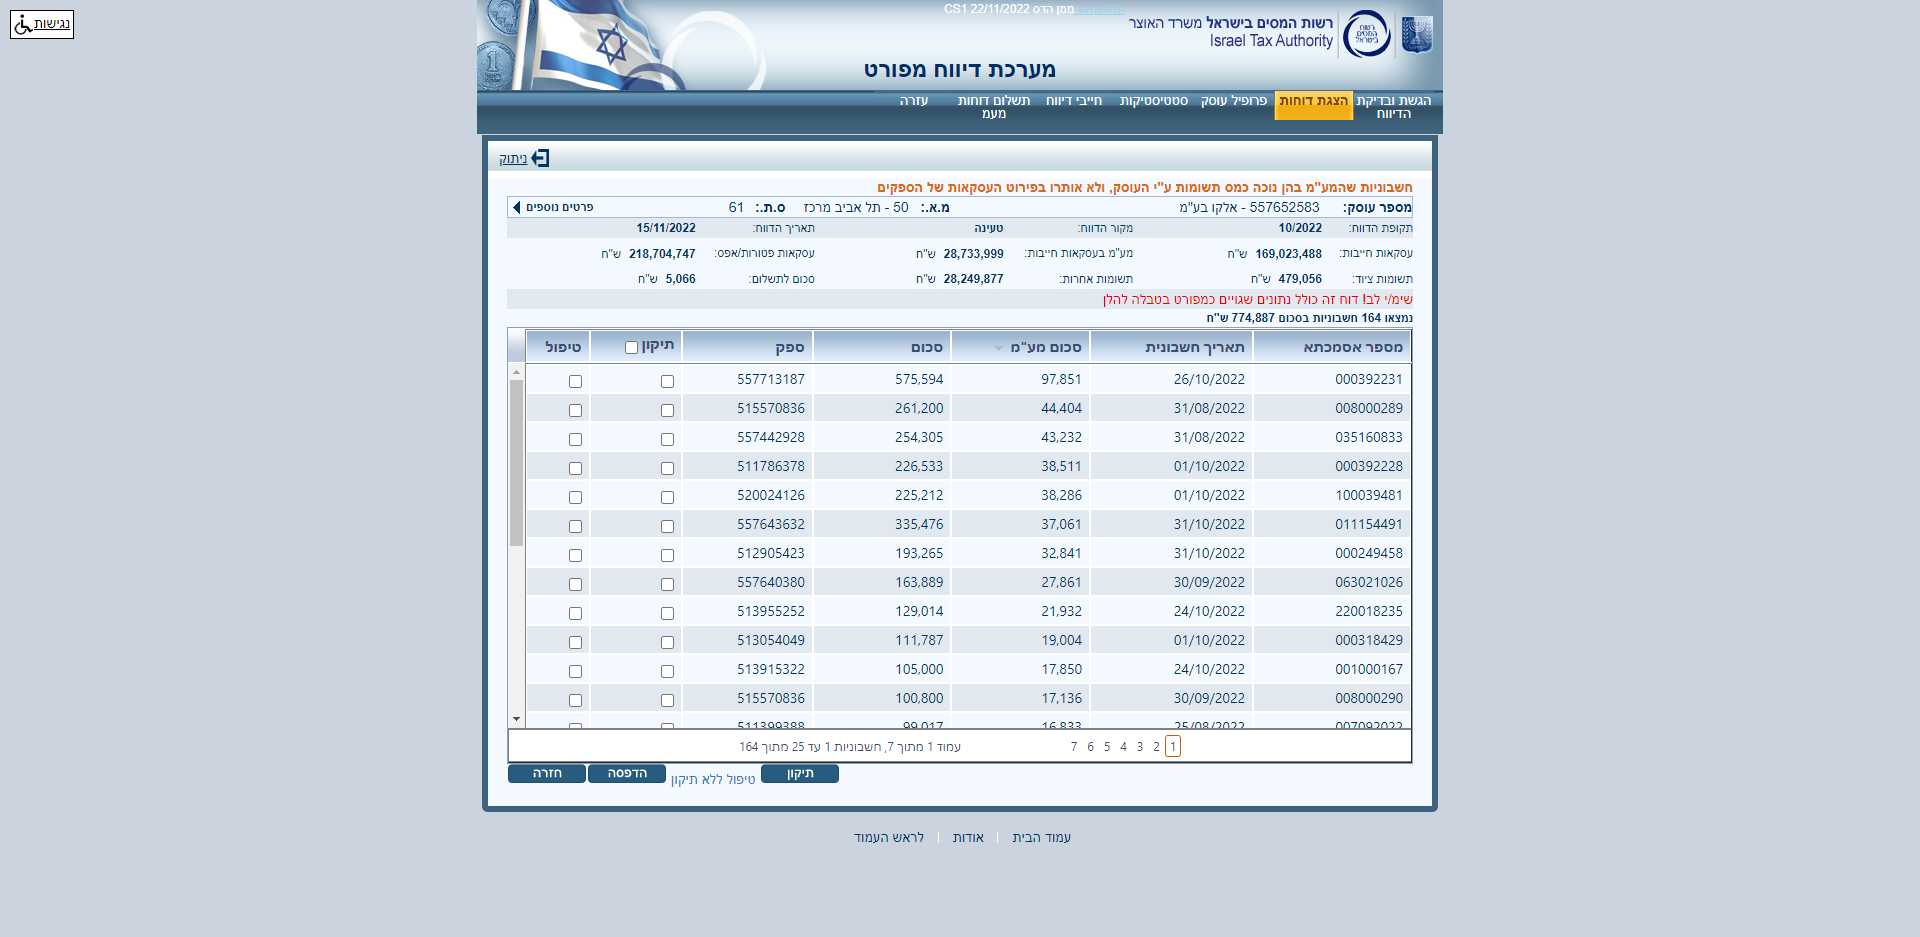 נגישות
ממן הדס 22/11/2022 CS1
רשות המסים בישראל משרד האוצר
Israel Tax Authority
רשות המסים בישראל
מערכת דיווח מפורט
הגשת ובדיקת הדיווח הצגת דוחות פרופיל עוסק סטטיסטיקות חייבי דיווח תשלום דוחות מעמ עזרה
ניתוק
חשבוניות שהמע"מ בהן נוכה כמס תשומות ע"י העוסק, ולא אותרו בפירוט העסקאות של הספקים
מספר עוסק: 557652583 - אלקו בע"מ מ.א.: 50 - תל אביב מרכז ס.ת.: 61 פרטים נוספים
תקופת הדווח: 10/2022 מקור הדווח: טעינה תאריך הדווח: 15/11/2022
עסקאות חייבות: 169,023,488 ש"ח מע"מ בעסקאות חייבות: 28,733,999 ש"ח עסקאות פטורות/אפס: 218,704,747 ש"ח
תשומות ציוד: 479,056 ש"ח תשומות אחרות: 28,249,877 ש"ח סכום לתשלום: 5,066 ש"ח
שימ/י לב! דוח זה כולל נתונים שגויים כמפורט בטבלה להלן
נמצאו 164 חשבוניות בסכום 774,887 ש"ח
מספר אסמכתא תאריך חשבונית סכום מע"מ סכום ספק תיקון טיפול
000392231 26/10/2022 97,851 575,594 557713187
008000289 31/08/2022 44,404 261,200 515570836
035160833 31/08/2022 43,232 254,305 557442928
000392228 01/10/2022 38,511 226,533 511786378
100039481 01/10/2022 38,286 225,212 520024126
011154491 31/10/2022 37,061 335,476 557643632
000249458 31/10/2022 32,841 193,265 512905423
063021026 30/09/2022 27,861 163,889 557640380
220018235 24/10/2022 21,932 129,014 513955252
000318429 01/10/2022 19,004 111,787 513054049
001000167 24/10/2022 17,850 105,000 513915322
008000290 30/09/2022 17,136 100,800 515570836
007092022 25/08/2022 16,833 99,017 511399388
1 2 3 4 5 6 7 עמוד 1 מתוך 7, חשבוניות 1 עד 25 מתוך 164
תיקון טיפול ללא תיקון הדפסה חזרה
עמוד הבית | אודות | לראש העמוד